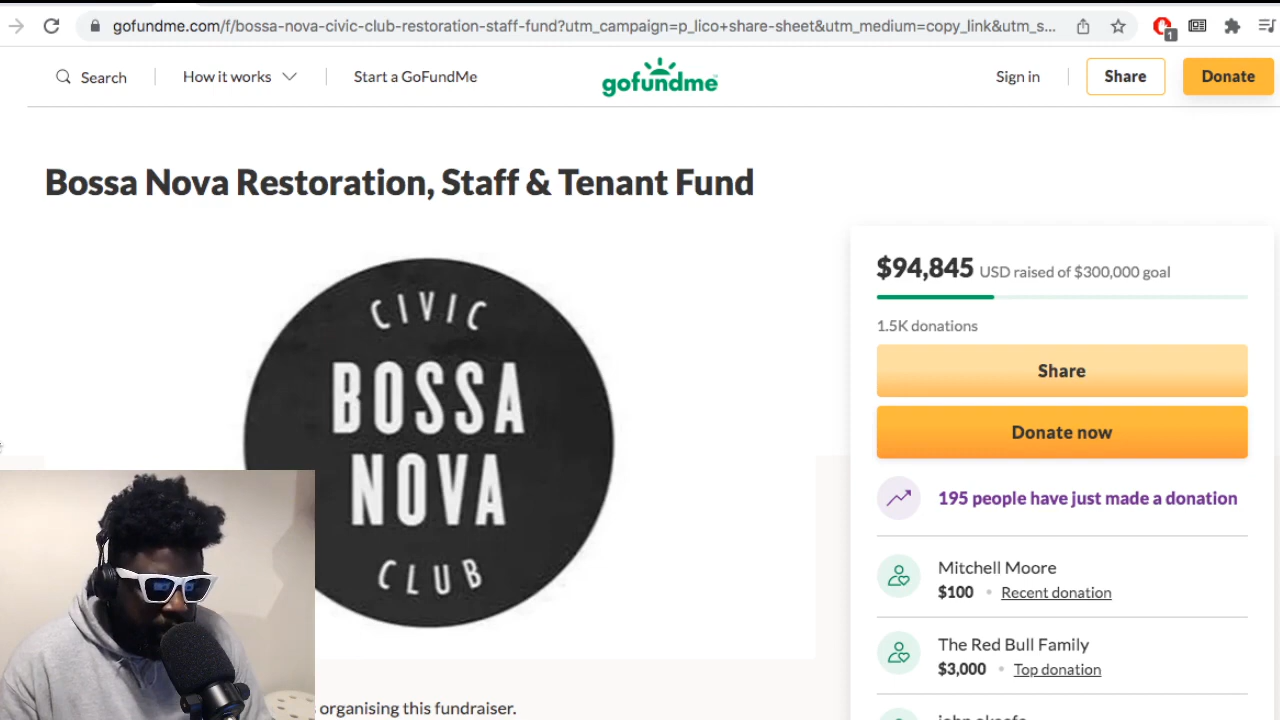 gofundme.com/f/bossa-nova-civic-club-restoration-staff-fund?utm_campaign=p_lico+share-sheet&utm_medium=copy_link&utm_s...
1
Search
How it works
Start a GoFundMe
gofundme
Sign in
Share
Donate
Bossa Nova Restoration, Staff & Tenant Fund
CIVIC
BOSSA
NOVA
CLUB
$94,845 USD raised of $300,000 goal
1.5K donations
Share
Donate now
195 people have just made a donation
Mitchell Moore
$100 • Recent donation
The Red Bull Family
$3,000 • Top donation
organising this fundraiser.